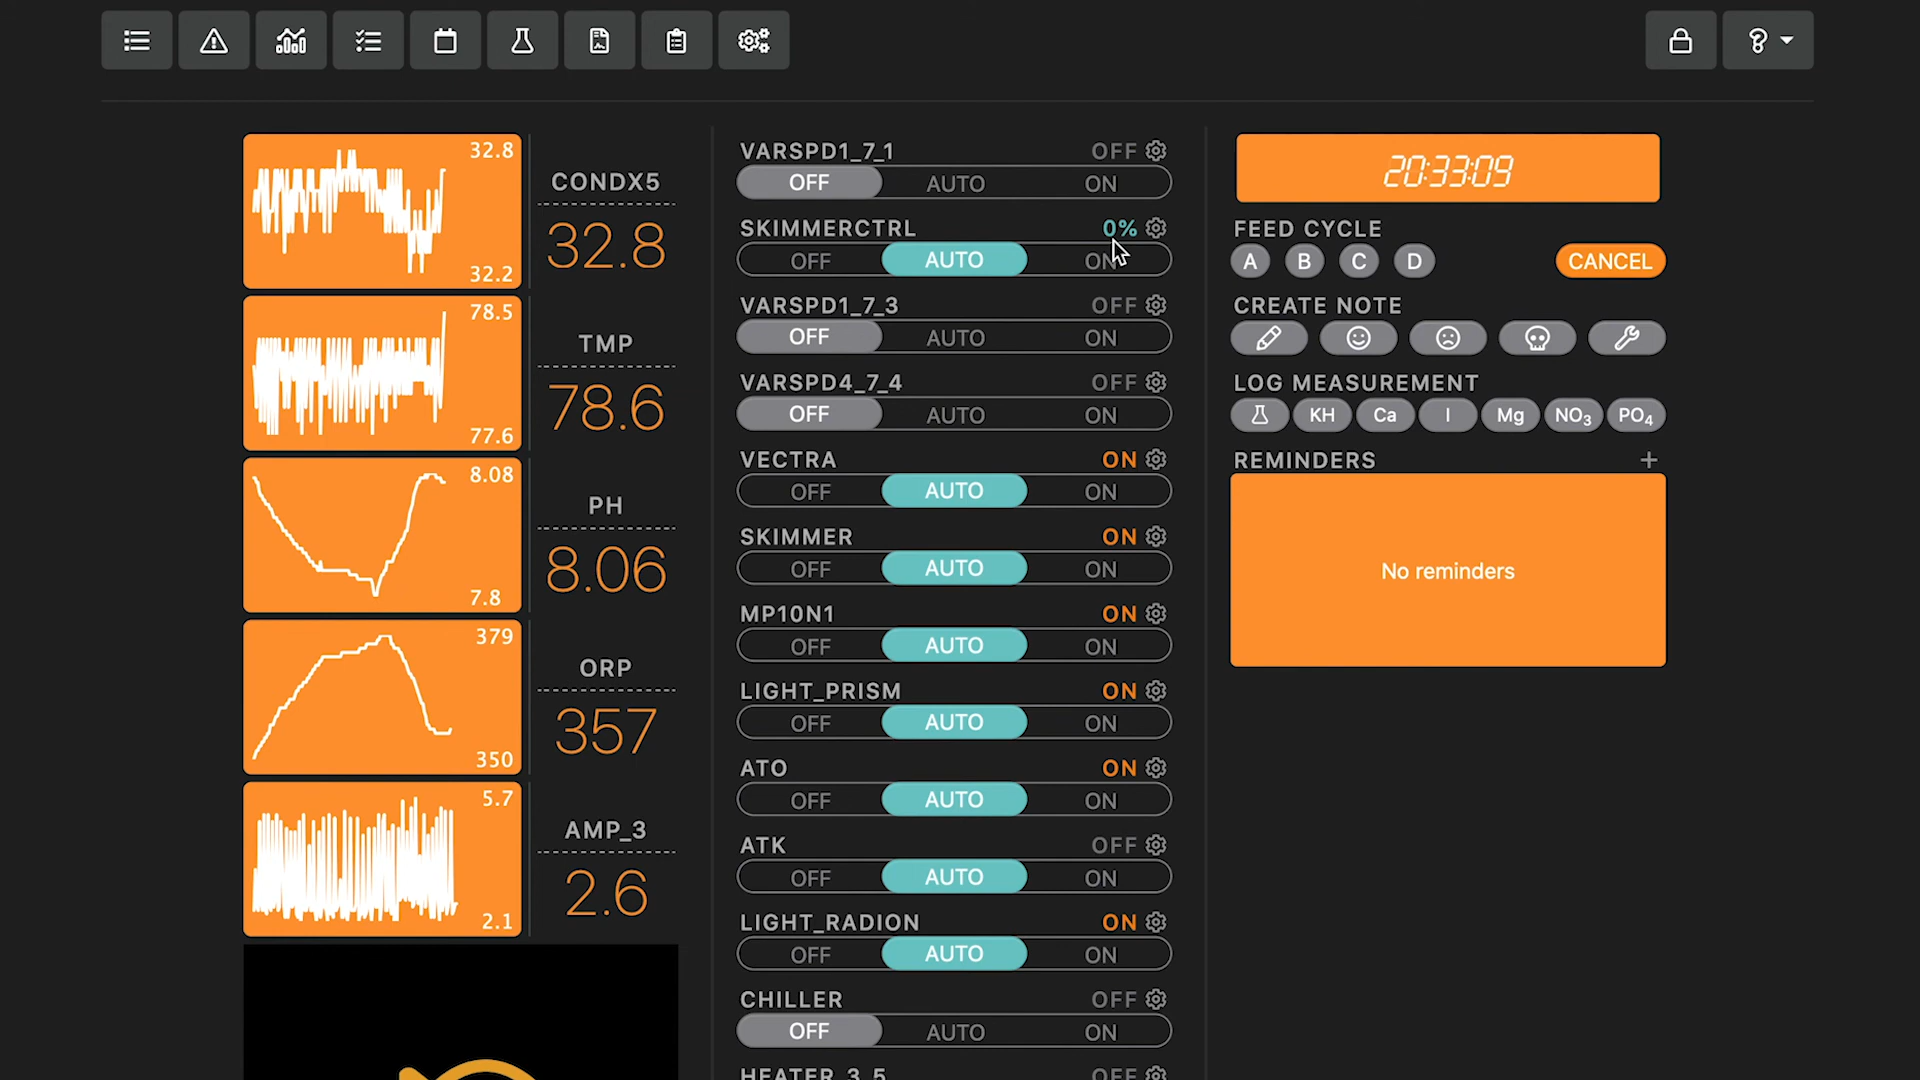 32.8
32.2
CONDX5
32.8
78.5
77.6
TMP
78.6
8.08
7.8
PH
8.06
379
350
ORP
357
5.7
2.1
AMP_3
2.6
VARSPD1_7_1 OFF
OFF AUTO ON
SKIMMERCTRL 0%
OFF AUTO ON
VARSPD1_7_3 OFF
OFF AUTO ON
VARSPD4_7_4 OFF
OFF AUTO ON
VECTRA ON
OFF AUTO ON
SKIMMER ON
OFF AUTO ON
MP10N1 ON
OFF AUTO ON
LIGHT_PRISM ON
OFF AUTO ON
ATO ON
OFF AUTO ON
ATK OFF
OFF AUTO ON
LIGHT_RADION ON
OFF AUTO ON
CHILLER OFF
OFF AUTO ON
HEATER_3_5 OFF
20:33:09
FEED CYCLE
A B C D CANCEL
CREATE NOTE
LOG MEASUREMENT
KH Ca I Mg NO3 PO4
REMINDERS +
No reminders